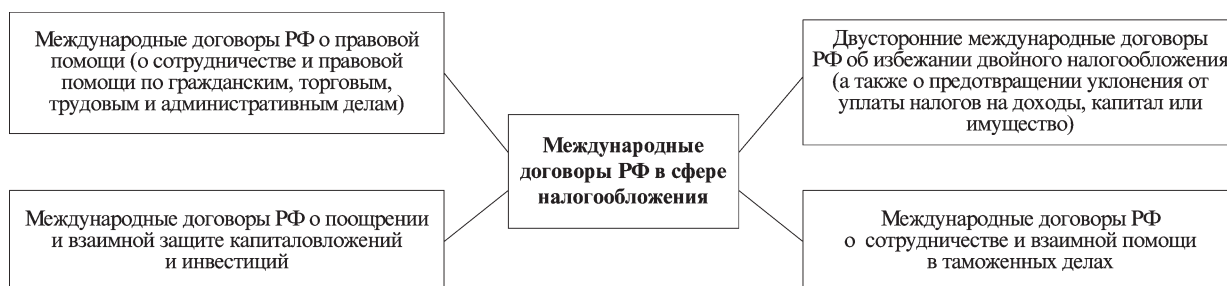 Международные договоры РФ о правовой
помощи (о сотрудничестве и правовой
помощи по гражданским, торговым,
трудовым и административным делам)
Двусторонние международные договоры
РФ об избежании двойного налогообложения
(а также о предотвращении уклонения от
уплаты налогов на доходы, капитал или
имущество)
Международные
договоры РФ в сфере
налогообложения
Международные договоры РФ о поощрении
и взаимной защите капиталовложений
и инвестиций
Международные договоры РФ
о сотрудничестве и взаимной помощи
в таможенных делах